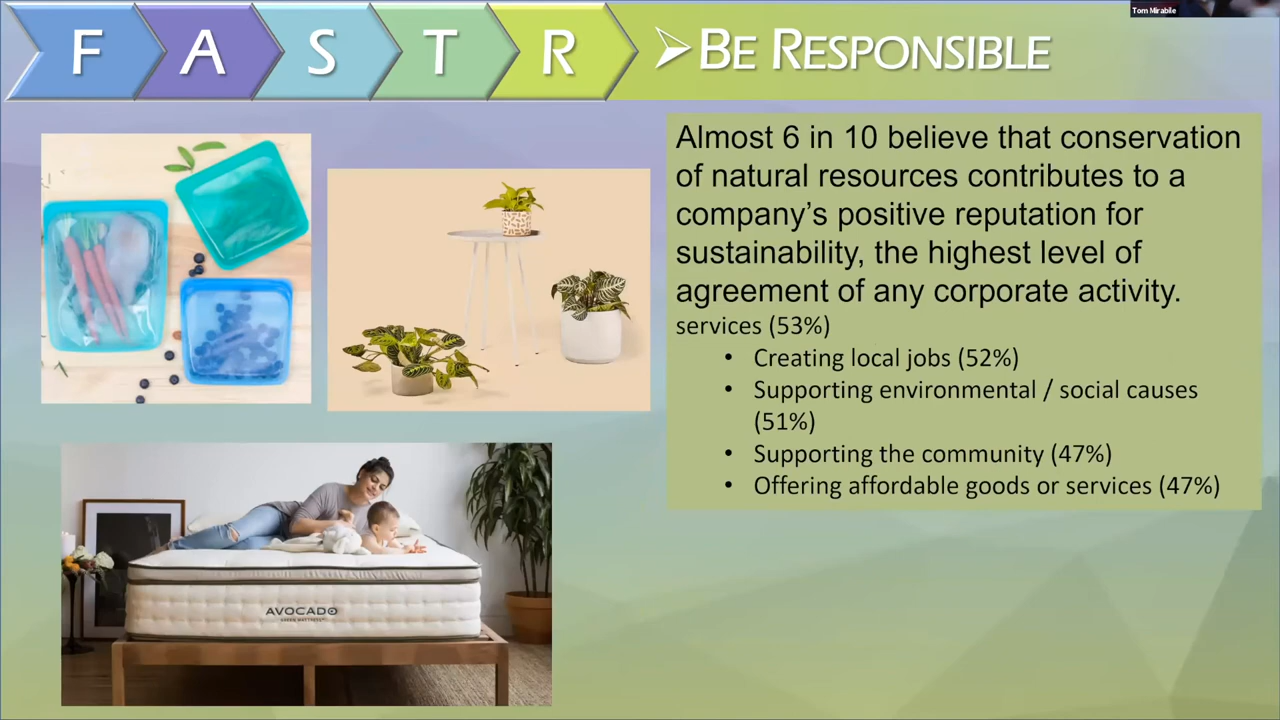 Tom Mirabile
F A S T R BE RESPONSIBLE
Almost 6 in 10 believe that conservation
of natural resources contributes to a
company's positive reputation for
sustainability, the highest level of
agreement of any corporate activity.
services (53%)
• Creating local jobs (52%)
• Supporting environmental / social causes
(51%)
• Supporting the community (47%)
• Offering affordable goods or services (47%)
AVOCADO
GREEN MATTRESS